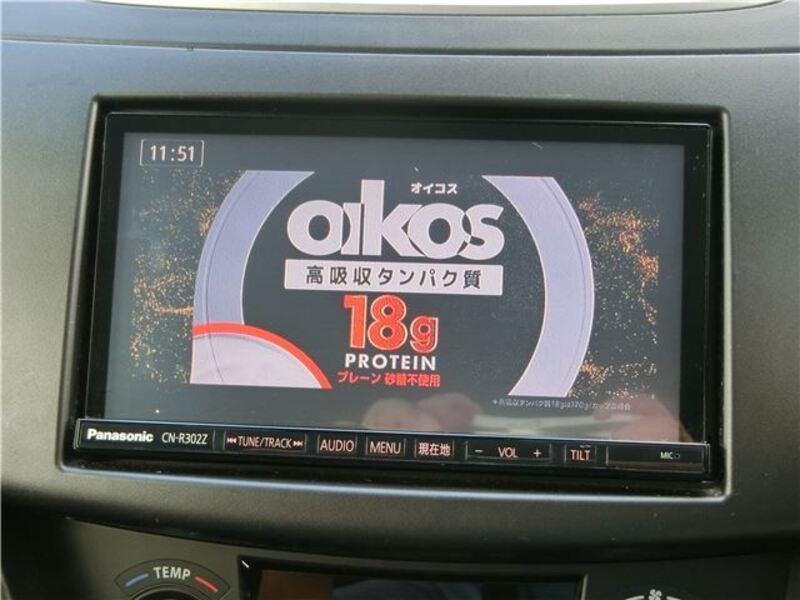 11:51
オイコス
oikos
高吸収タンパク質
18g
PROTEIN
プレーン 砂糖不使用
Panasonic CN-R302Z TUNE/TRACK AUDIO MENU 現在地 − VOL + TILT MIC
TEMP